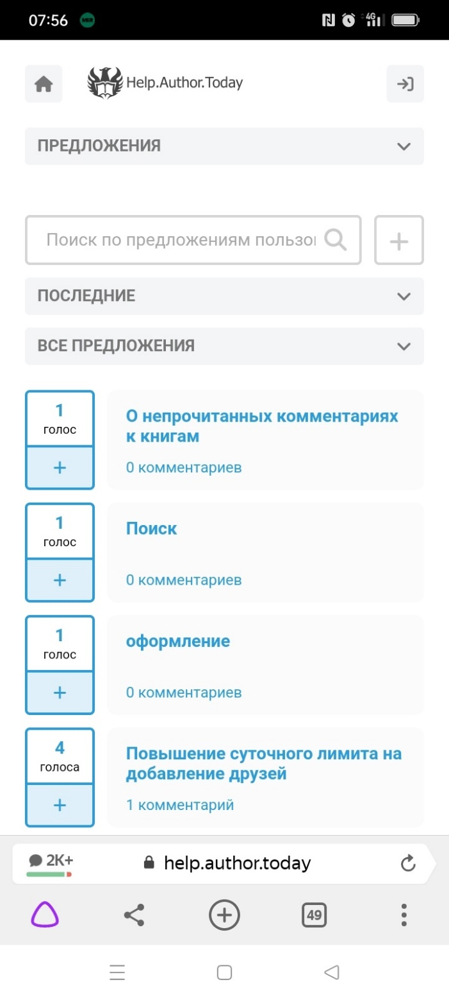 07:56
MSR
4G
Help.Author.Today
ПРЕДЛОЖЕНИЯ
Поиск по предложениям пользо
ПОСЛЕДНИЕ
ВСЕ ПРЕДЛОЖЕНИЯ
1
голос
+
О непрочитанных комментариях
к книгам
0 комментариев
1
голос
+
Поиск
0 комментариев
1
голос
+
оформление
0 комментариев
4
голоса
+
Повышение суточного лимита на
добавление друзей
1 комментарий
2K+
help.author.today
49